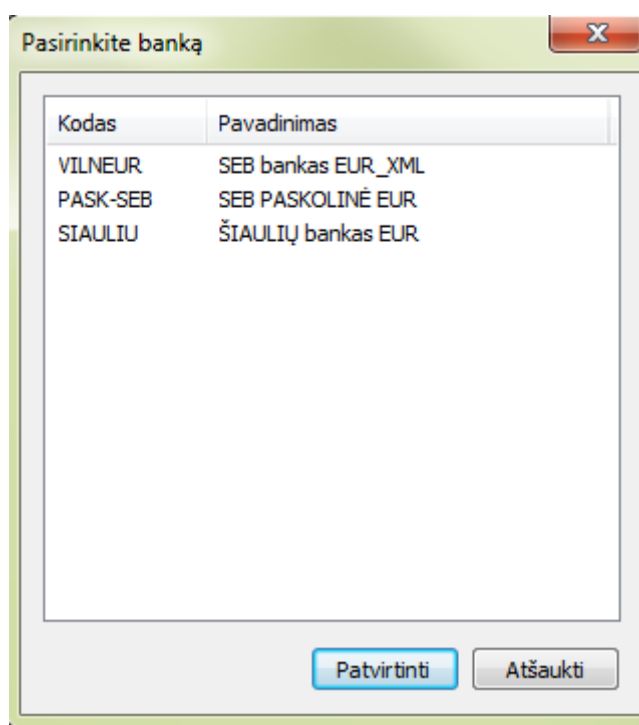 Pasirinkite banką
Kodas Pavadinimas
VILNEUR SEB bankas EUR_XML
PASK-SEB SEB PASKOLINĖ EUR
SIAULIU ŠIAULIŲ bankas EUR
Patvirtinti Atšaukti